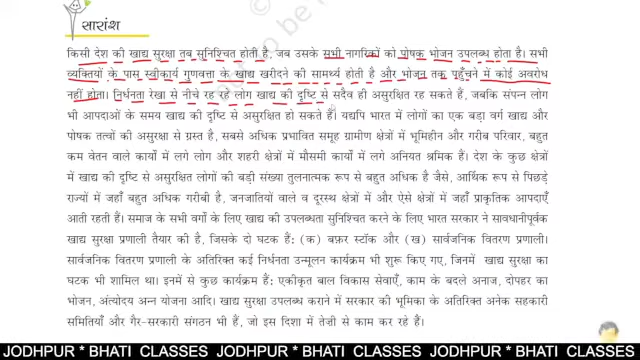 सारांश
किसी देश की खाद्य सुरक्षा तब सुनिश्चित होती है, जब उसके सभी नागरिकों को पोषक भोजन उपलब्ध होता है। सभी
व्यक्तियों के पास स्वीकार्य गुणवत्ता के खाद्य खरीदने की सामर्थ्य होती है और भोजन तक पहुँचने में कोई अवरोध
नहीं होता। निर्धनता रेखा से नीचे रह रहे लोग खाद्य की दृष्टि से सदैव ही असुरक्षित रह सकते हैं, जबकि संपन्न लोग
भी आपदाओं के समय खाद्य की दृष्टि से असुरक्षित हो सकते हैं। यद्यपि भारत में लोगों का एक बड़ा वर्ग खाद्य और
पोषक तत्वों की असुरक्षा से ग्रस्त है, सबसे अधिक प्रभावित समूह ग्रामीण क्षेत्रों में भूमिहीन और गरीब परिवार, बहुत
कम वेतन वाले कार्यों में लगे लोग और शहरी क्षेत्रों में मौसमी कार्यों में लगे अनियत श्रमिक हैं। देश के कुछ क्षेत्रों
में खाद्य की दृष्टि से असुरक्षित लोगों की बड़ी संख्या तुलनात्मक रूप से बहुत अधिक है जैसे, आर्थिक रूप से पिछड़े
राज्यों में जहाँ बहुत अधिक गरीबी है, जनजातियों वाले व दूरस्थ क्षेत्रों में और ऐसे क्षेत्रों में जहाँ प्राकृतिक आपदाएँ
आती रहती हैं। समाज के सभी वर्गों के लिए खाद्य की उपलब्धता सुनिश्चित करने के लिए भारत सरकार ने सावधानीपूर्वक
खाद्य सुरक्षा प्रणाली तैयार की है, जिसके दो घटक हैं: (क) बफ़र स्टॉक और (ख) सार्वजनिक वितरण प्रणाली।
सार्वजनिक वितरण प्रणाली के अतिरिक्त कई निर्धनता उन्मूलन कार्यक्रम भी शुरू किए गए, जिनमें खाद्य सुरक्षा का
घटक भी शामिल था। इनमें से कुछ कार्यक्रम हैं: एकीकृत बाल विकास सेवाएँ, काम के बदले अनाज, दोपहर का
भोजन, अंत्योदय अन्न योजना आदि। खाद्य सुरक्षा उपलब्ध कराने में सरकार की भूमिका के अतिरिक्त अनेक सहकारी
समितियाँ और गैर-सरकारी संगठन भी हैं, जो इस दिशा में तेज़ी से काम कर रहे हैं।
JODHPUR * BHATI CLASSES * JODHPUR * BHATI CLASSES * JODHPUR